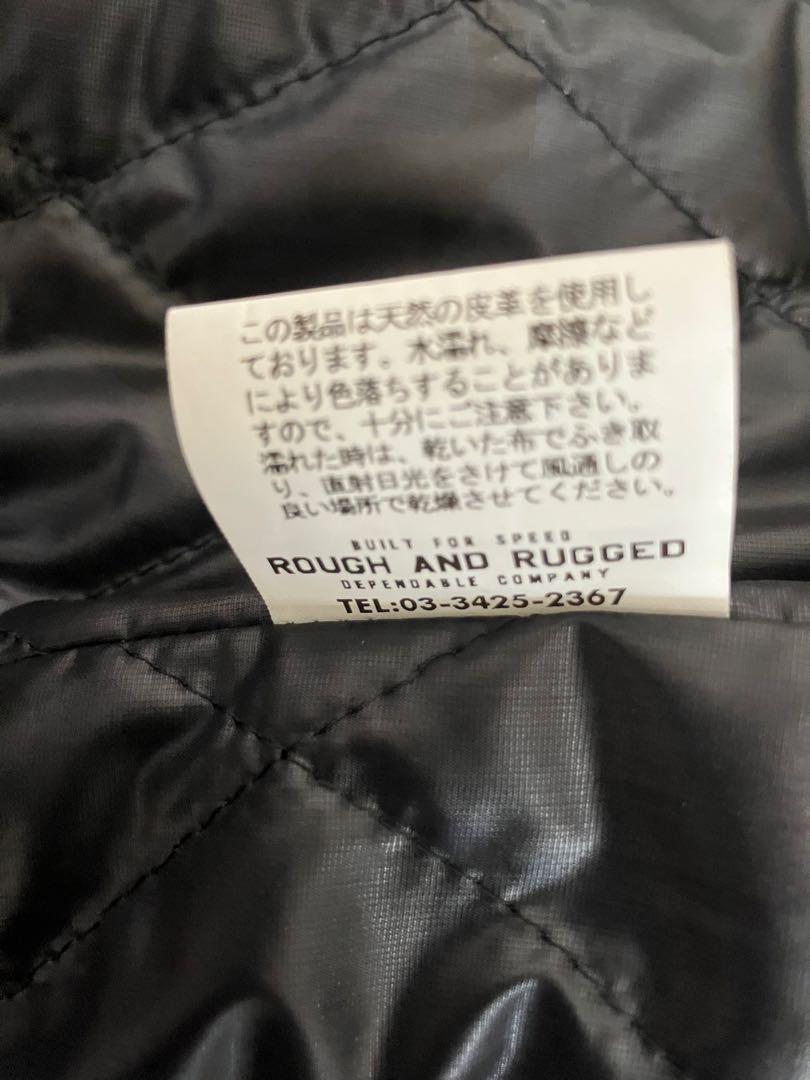 この製品は天然の皮革を使用し
ております。水濡れ、摩擦など
により色落ちすることがありま
すので、十分にご注意下さい。
濡れた時は、乾いた布でふき取
り、直射日光をさけて風通しの
良い場所で乾燥させてください。
BUILT FOR SPEED
ROUGH AND RUGGED
DEPENDABLE COMPANY
TEL:03-3425-2367